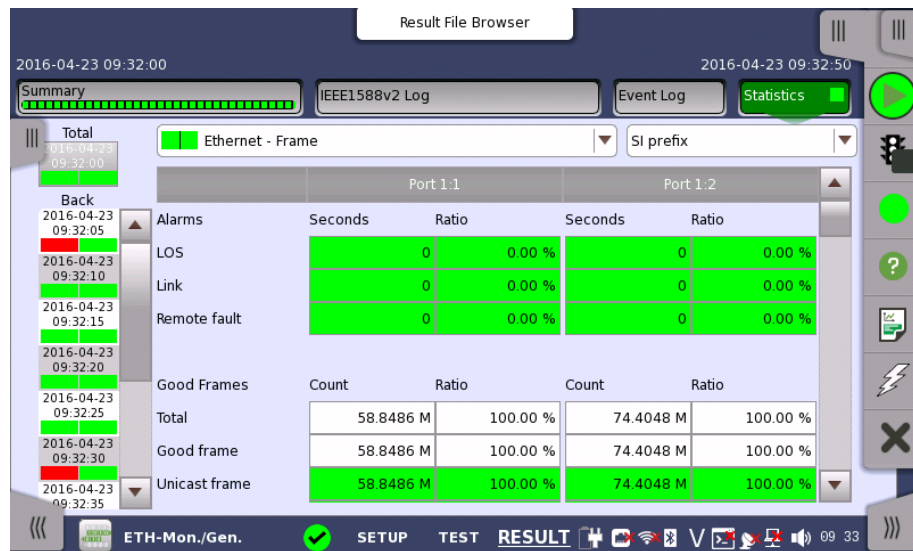 Result File Browser
2016-04-23 09:32:00
2016-04-23 09:32:50
Summary
IEEE1588v2 Log
Event Log
Statistics
Total
2016-04-23
09:32:00
Back
2016-04-23
09:32:05
2016-04-23
09:32:10
2016-04-23
09:32:15
2016-04-23
09:32:20
2016-04-23
09:32:25
2016-04-23
09:32:30
2016-04-23
09:32:35
Ethernet - Frame
SI prefix
Port 1:1 Port 1:2
Alarms Seconds Ratio Seconds Ratio
LOS 0 0.00 % 0 0.00 %
Link 0 0.00 % 0 0.00 %
Remote fault 0 0.00 % 0 0.00 %
Good Frames Count Ratio Count Ratio
Total 58.8486 M 100.00 % 74.4048 M 100.00 %
Good frame 58.8486 M 100.00 % 74.4048 M 100.00 %
Unicast frame 58.8486 M 100.00 % 74.4048 M 100.00 %
ETH-Mon./Gen. SETUP TEST RESULT V 09 33